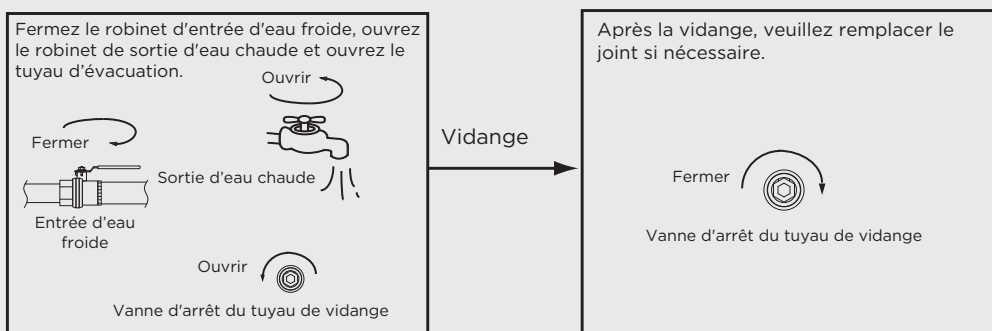 Fermez le robinet d'entrée d'eau froide, ouvrez
le robinet de sortie d'eau chaude et ouvrez le
tuyau d’évacuation.
Ouvrir
Fermer
Sortie d'eau chaude
Entrée d’eau
froide
Ouvrir
Vanne d'arrêt du tuyau de vidange
Vidange
Après la vidange, veuillez remplacer le
joint si nécessaire.
Fermer
Vanne d'arrêt du tuyau de vidange